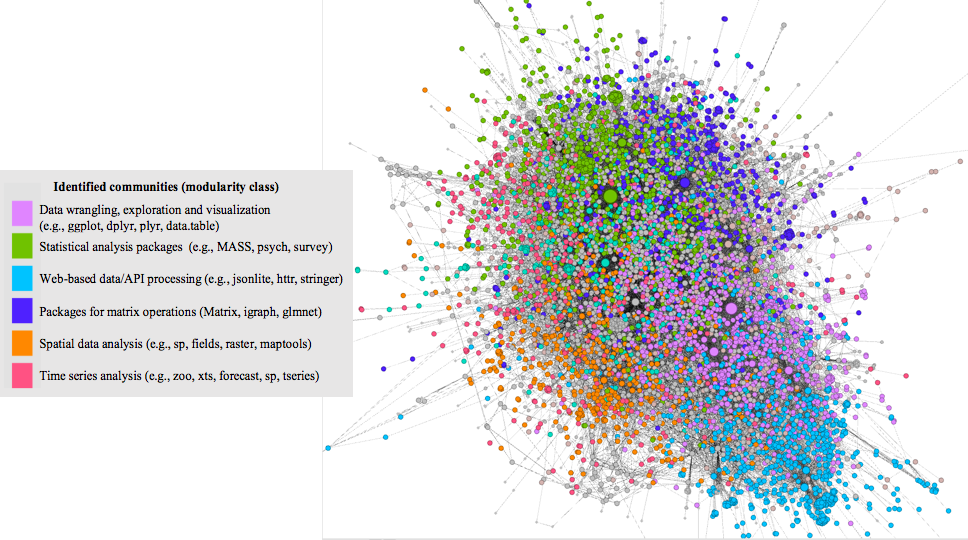 Identified communities (modularity class)
Data wrangling, exploration and visualization
(e.g., ggplot, dplyr, plyr, data.table)
Statistical analysis packages (e.g., MASS, psych, survey)
Web-based data/API processing (e.g., jsonlite, httr, stringer)
Packages for matrix operations (Matrix, igraph, glmnet)
Spatial data analysis (e.g., sp, fields, raster, maptools)
Time series analysis (e.g., zoo, xts, forecast, sp, tseries)